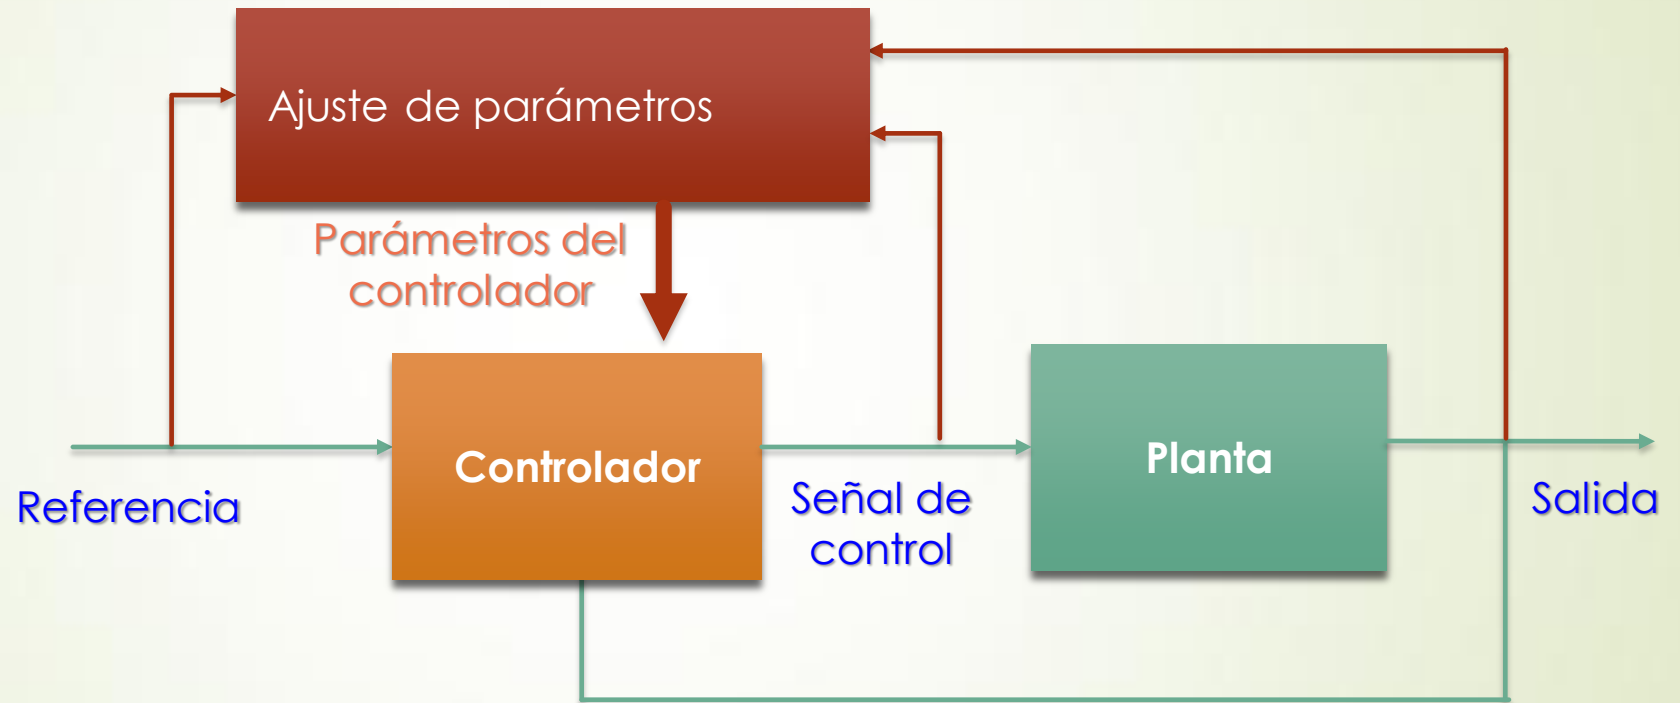 Ajuste de parámetros
Parámetros del
controlador
Controlador
Planta
Referencia
Señal de
control
Salida